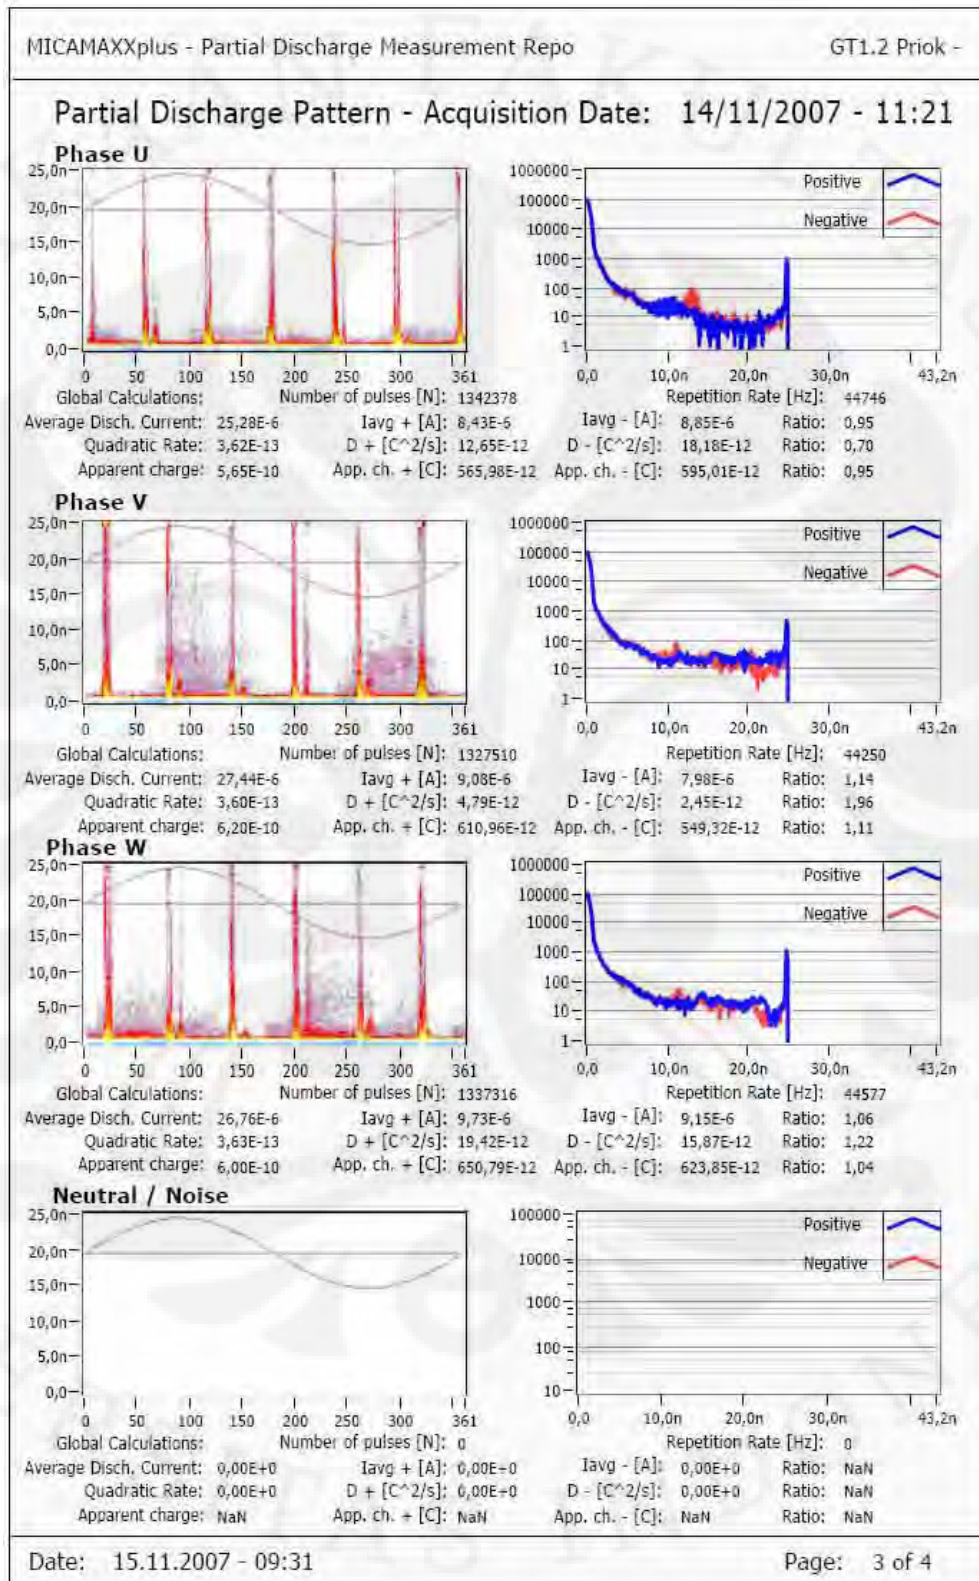 MICAMAXXplus - Partial Discharge Measurement Repo GT1.2 Priok -
Partial Discharge Pattern - Acquisition Date: 14/11/2007 - 11:21
Phase U
25,0n
20,0n
15,0n
10,0n
5,0n
0,0
0 50 100 150 200 250 300 361
1000000
100000
10000
1000
100
10
1
Positive
Negative
0,0 10,0n 20,0n 30,0n 43,2n
Global Calculations: Number of pulses [N]: 1342378 Repetition Rate [Hz]: 44746
Average Disch. Current: 25,28E-6 Iavg + [A]: 8,43E-6 Iavg - [A]: 8,85E-6 Ratio: 0,95
Quadratic Rate: 3,62E-13 D + [C^2/s]: 12,65E-12 D - [C^2/s]: 18,18E-12 Ratio: 0,70
Apparent charge: 5,65E-10 App. ch. + [C]: 565,98E-12 App. ch. - [C]: 595,01E-12 Ratio: 0,95
Phase V
25,0n
20,0n
15,0n
10,0n
5,0n
0,0
0 50 100 150 200 250 300 361
1000000
100000
10000
1000
100
10
1
Positive
Negative
0,0 10,0n 20,0n 30,0n 43,2n
Global Calculations: Number of pulses [N]: 1327510 Repetition Rate [Hz]: 44250
Average Disch. Current: 27,44E-6 Iavg + [A]: 9,08E-6 Iavg - [A]: 7,98E-6 Ratio: 1,14
Quadratic Rate: 3,60E-13 D + [C^2/s]: 4,79E-12 D - [C^2/s]: 2,45E-12 Ratio: 1,96
Apparent charge: 6,20E-10 App. ch. + [C]: 610,96E-12 App. ch. - [C]: 549,32E-12 Ratio: 1,11
Phase W
25,0n
20,0n
15,0n
10,0n
5,0n
0,0
0 50 100 150 200 250 300 361
1000000
100000
10000
1000
100
10
1
Positive
Negative
0,0 10,0n 20,0n 30,0n 43,2n
Global Calculations: Number of pulses [N]: 1337316 Repetition Rate [Hz]: 44577
Average Disch. Current: 26,76E-6 Iavg + [A]: 9,73E-6 Iavg - [A]: 9,15E-6 Ratio: 1,06
Quadratic Rate: 3,63E-13 D + [C^2/s]: 19,42E-12 D - [C^2/s]: 15,87E-12 Ratio: 1,22
Apparent charge: 6,00E-10 App. ch. + [C]: 650,79E-12 App. ch. - [C]: 623,85E-12 Ratio: 1,04
Neutral / Noise
25,0n
20,0n
15,0n
10,0n
5,0n
0,0
0 50 100 150 200 250 300 361
100000
10000
1000
100
10
Positive
Negative
0,0 10,0n 20,0n 30,0n 43,2n
Global Calculations: Number of pulses [N]: 0 Repetition Rate [Hz]: 0
Average Disch. Current: 0,00E+0 Iavg + [A]: 0,00E+0 Iavg - [A]: 0,00E+0 Ratio: NaN
Quadratic Rate: 0,00E+0 D + [C^2/s]: 0,00E+0 D - [C^2/s]: 0,00E+0 Ratio: NaN
Apparent charge: NaN App. ch. + [C]: NaN App. ch. - [C]: NaN Ratio: NaN
Date: 15.11.2007 - 09:31 Page: 3 of 4